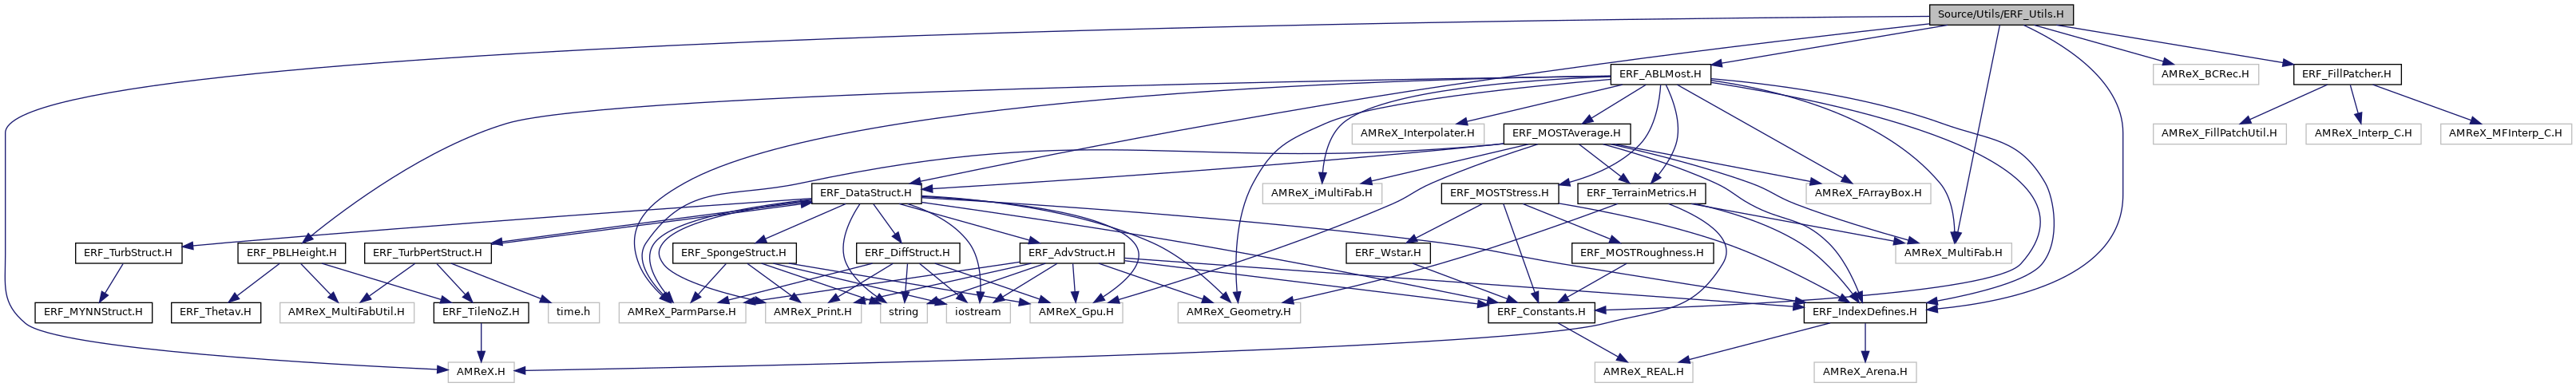 Source/Utils/ERF_Utils.H
ERF_ABLMost.H
AMReX_BCRec.H
ERF_FillPatcher.H
AMReX_Interpolater.H
ERF_MOSTAverage.H
AMReX_FillPatchUtil.H
AMReX_Interp_C.H
AMReX_MFInterp_C.H
ERF_DataStruct.H
AMReX_iMultiFab.H
ERF_MOSTStress.H
ERF_TerrainMetrics.H
AMReX_FArrayBox.H
ERF_TurbStruct.H
ERF_PBLHeight.H
ERF_TurbPertStruct.H
ERF_SpongeStruct.H
ERF_DiffStruct.H
ERF_AdvStruct.H
ERF_Wstar.H
ERF_MOSTRoughness.H
AMReX_MultiFab.H
ERF_MYNNStruct.H
ERF_Thetav.H
AMReX_MultiFabUtil.H
ERF_TileNoZ.H
time.h
AMReX_ParmParse.H
AMReX_Print.H
string
iostream
AMReX_Gpu.H
AMReX_Geometry.H
ERF_Constants.H
ERF_IndexDefines.H
AMReX.H
AMReX_REAL.H
AMReX_Arena.H